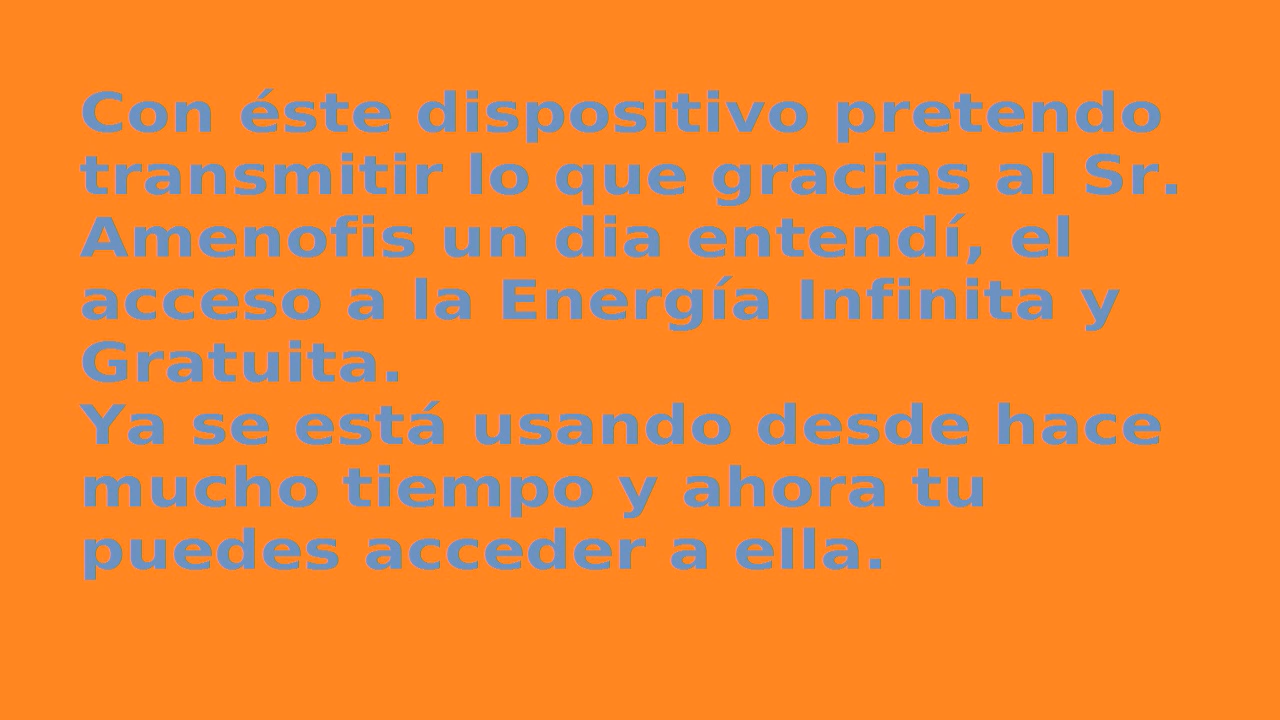 Con éste dispositivo pretendo
transmitir lo que gracias al Sr.
Amenofis un dia entendí, el
acceso a la Energía Infinita y
Gratuita.
Ya se está usando desde hace
mucho tiempo y ahora tu
puedes acceder a ella.